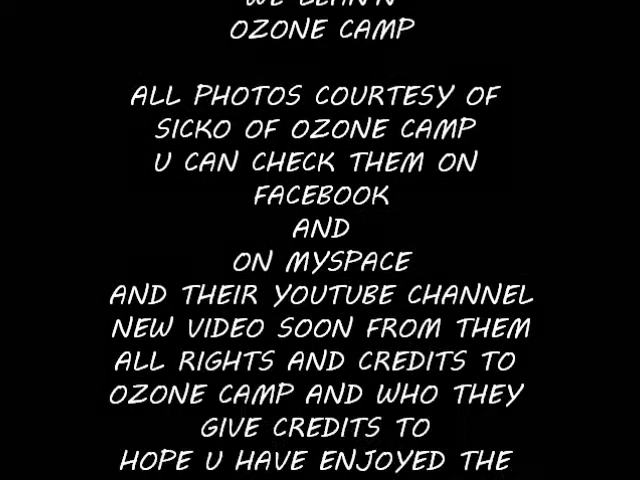 OZONE CAMP
ALL PHOTOS COURTESY OF
SICKO OF OZONE CAMP
U CAN CHECK THEM ON
FACEBOOK
AND
ON MYSPACE
AND THEIR YOUTUBE CHANNEL
NEW VIDEO SOON FROM THEM
ALL RIGHTS AND CREDITS TO
OZONE CAMP AND WHO THEY
GIVE CREDITS TO
HOPE U HAVE ENJOYED THE